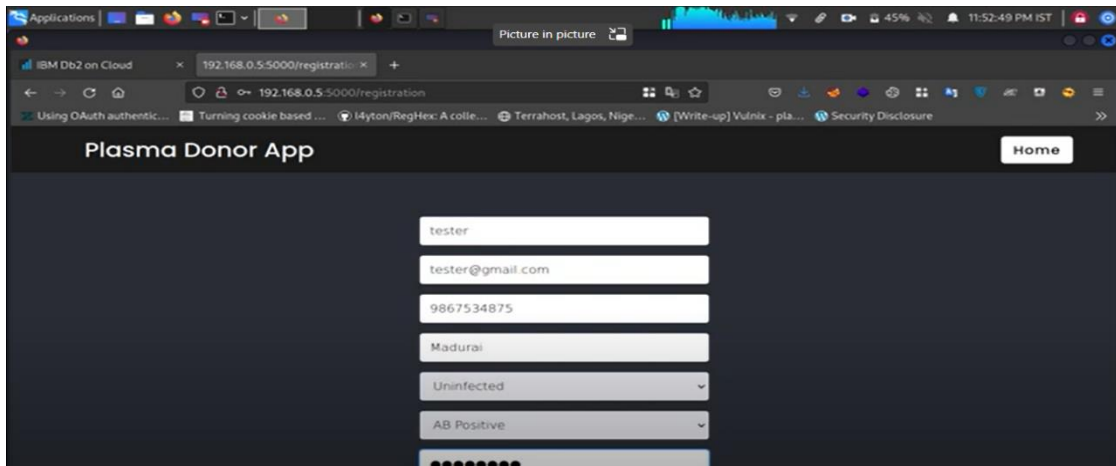 Applications
45%
11:52:49 PM IST
Picture in picture
IBM Db2 on Cloud × 192.168.0.5:5000/registratio × +
192.168.0.5:5000/registration
Using OAuth authentic... Turning cookie based ... l4yton/RegHex: A colle... Terrahost, Lagos, Nige... [Write-up] Vulnix - pla... Security Disclosure »
Plasma Donor App Home
tester
tester@gmail.com
9867534875
Madurai
Uninfected
AB Positive